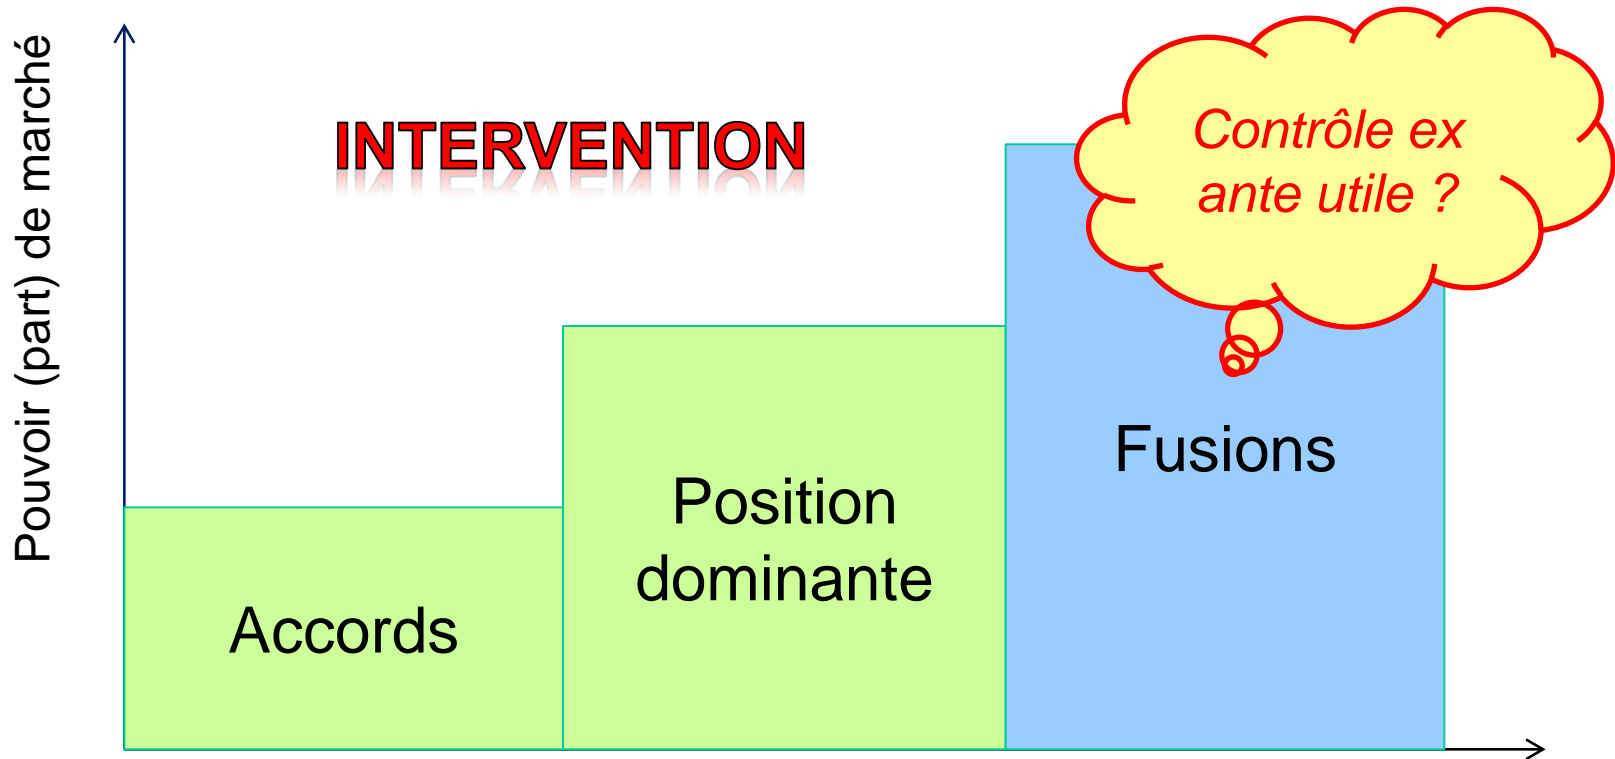 Pouvoir (part) de marché
INTERVENTION
Contrôle ex
ante utile ?
Fusions
Position
dominante
Accords